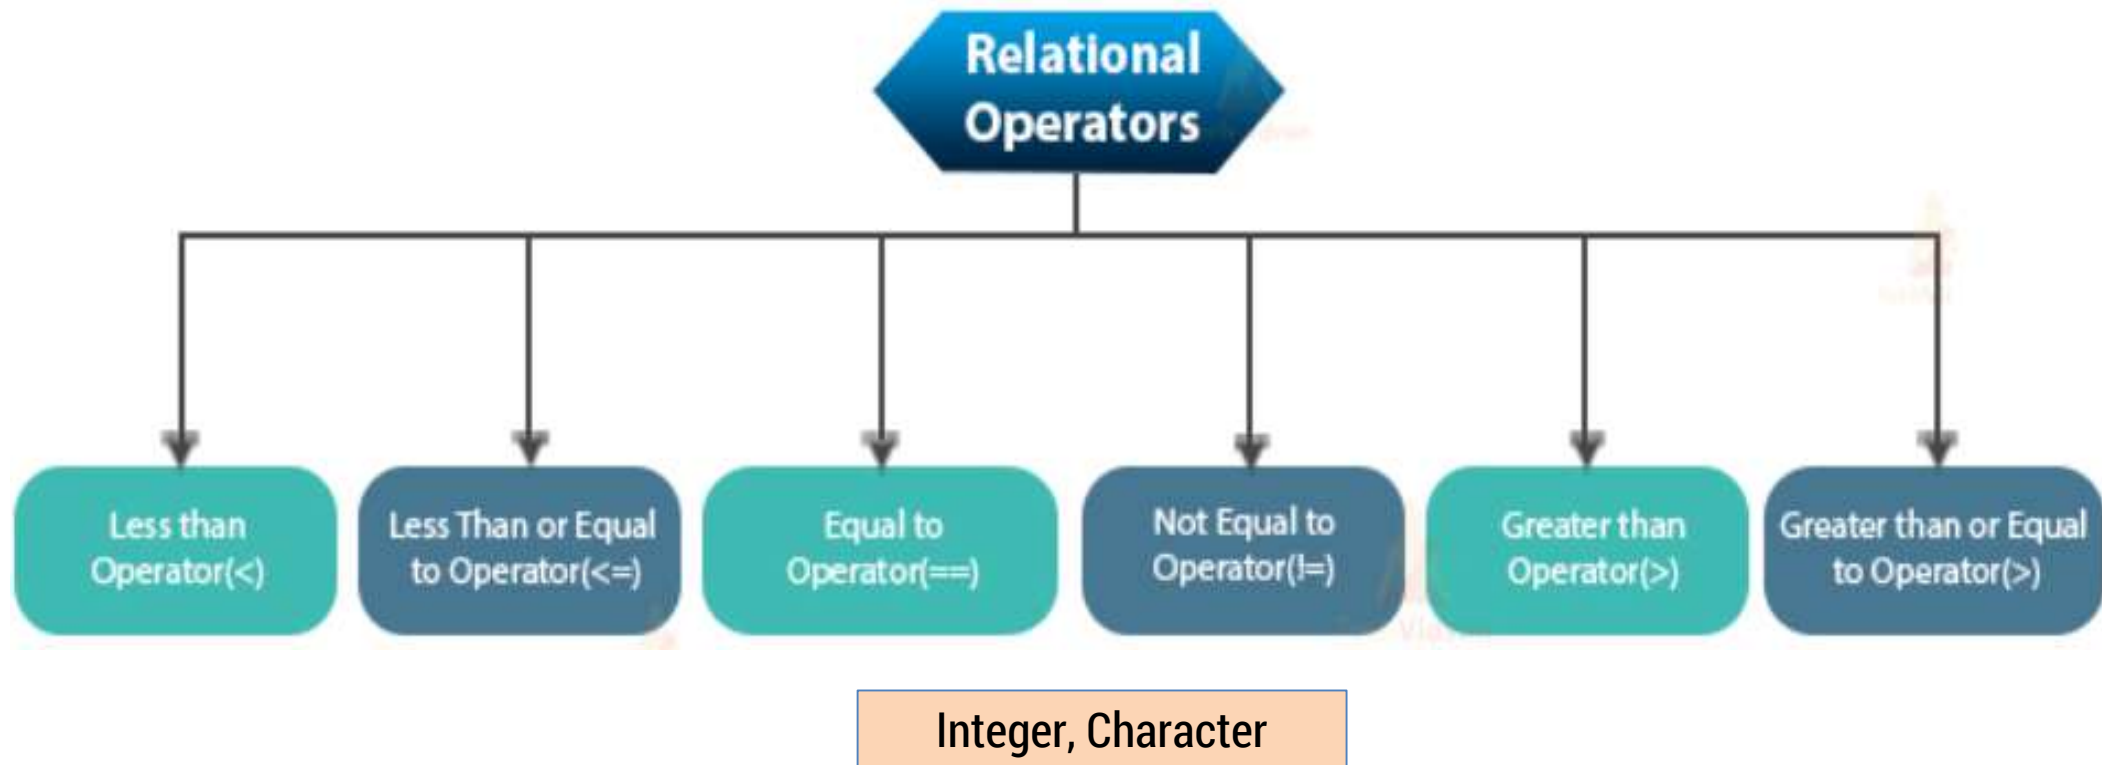 Relational
Operators
Less than
Operator(<)
Less Than or Equal
to Operator(<=)
Equal to
Operator(==)
Not Equal to
Operator(!=)
Greater than
Operator(>)
Greater than or Equal
to Operator(>)
Integer, Character